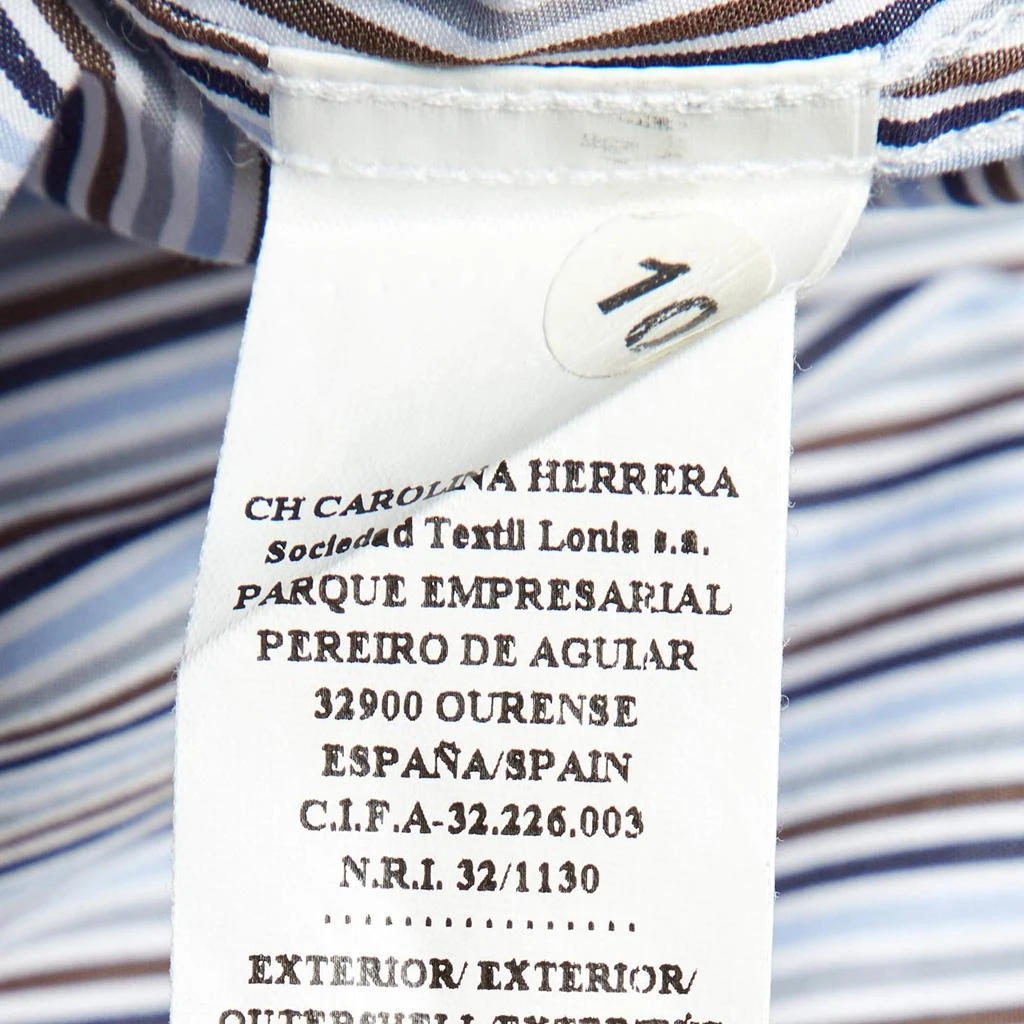 10
CH CAROLINA HERRERA
Sociedad Textil Lonia s.a.
PARQUE EMPRESARIAL
PEREIRO DE AGUIAR
32900 OURENSE
ESPAÑA/SPAIN
C.I.F.A-32.226.003
N.R.I. 32/1130
EXTERIOR/ EXTERIOR/